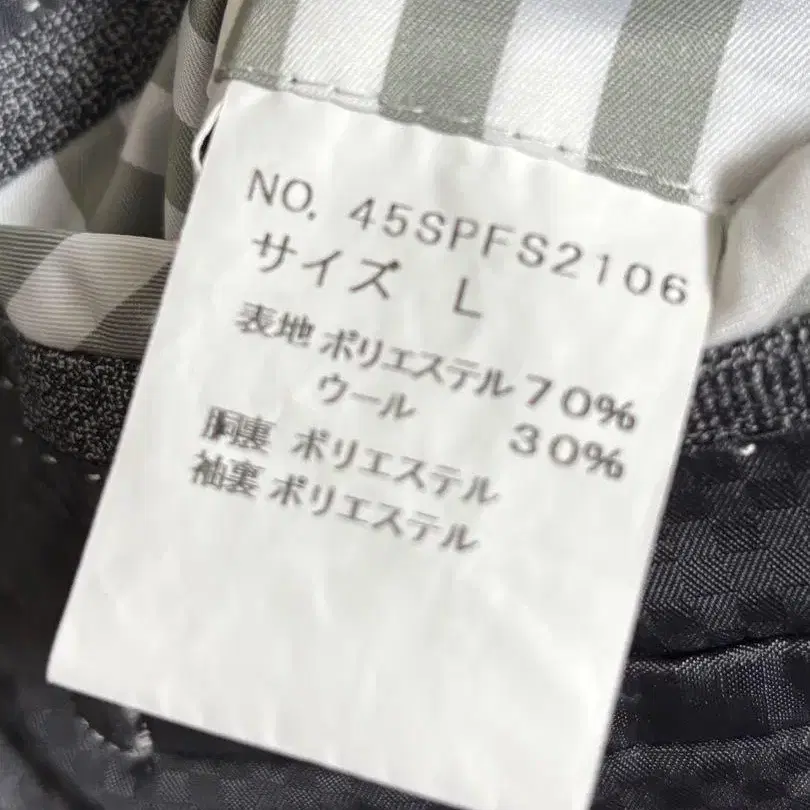 NO. 45SPFS2106
サイズ L
表地 ポリエステル 70%
ウール 30%
胴裏 ポリエステル
袖裏 ポリエステル